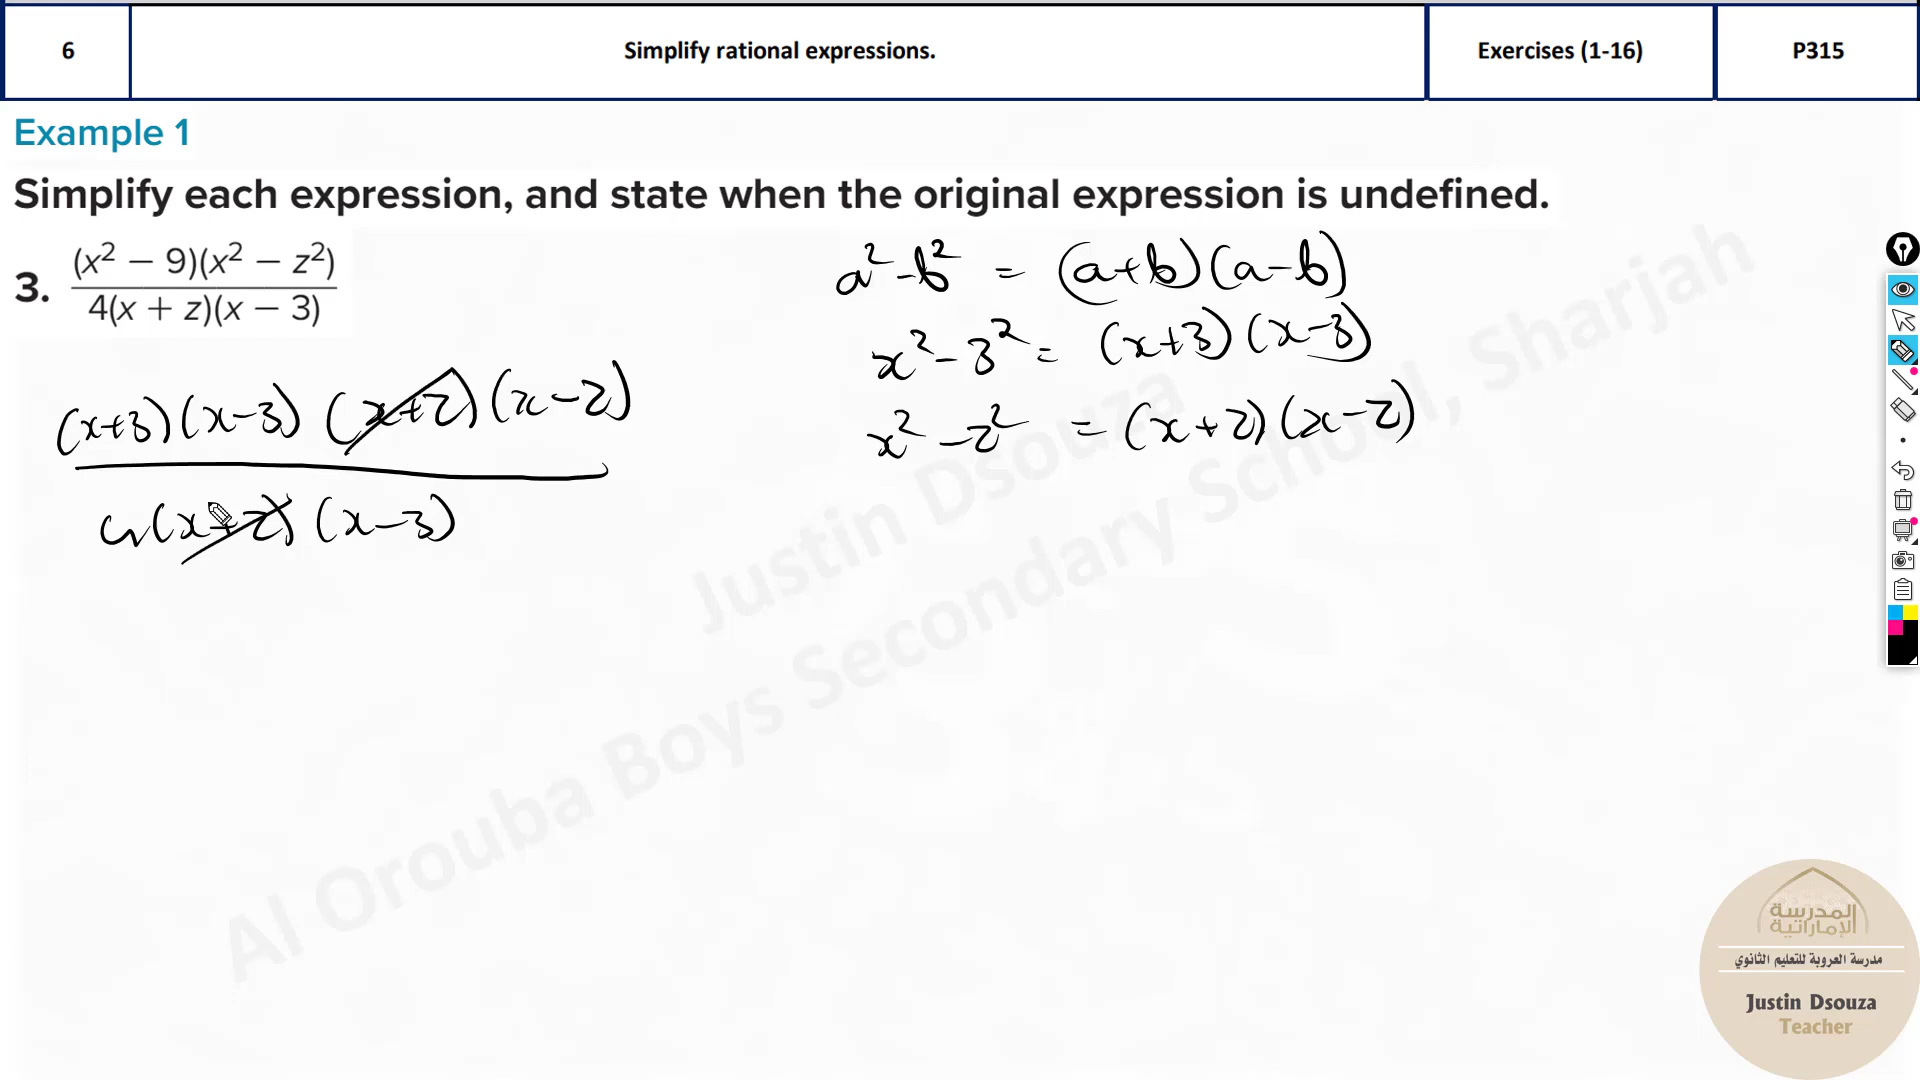 6 Simplify rational expressions. Exercises (1-16) P315
Example 1
Simplify each expression, and state when the original expression is undefined.
3. (x² − 9)(x² − z²)
4(x + z)(x − 3)
a² - b² = (a+b)(a-b)
x² - 3² = (x+3)(x-3)
x² - z² = (x+z)(x-z)
(x+3)(x-3)(x+z)(x-z)
4(x+z)(x-3)
Justin Dsouza
Al Orouba Boys Secondary School, Sharjah
المدرسة
الإماراتية
مدرسة العروبة للتعليم الثانوي
Justin Dsouza
Teacher